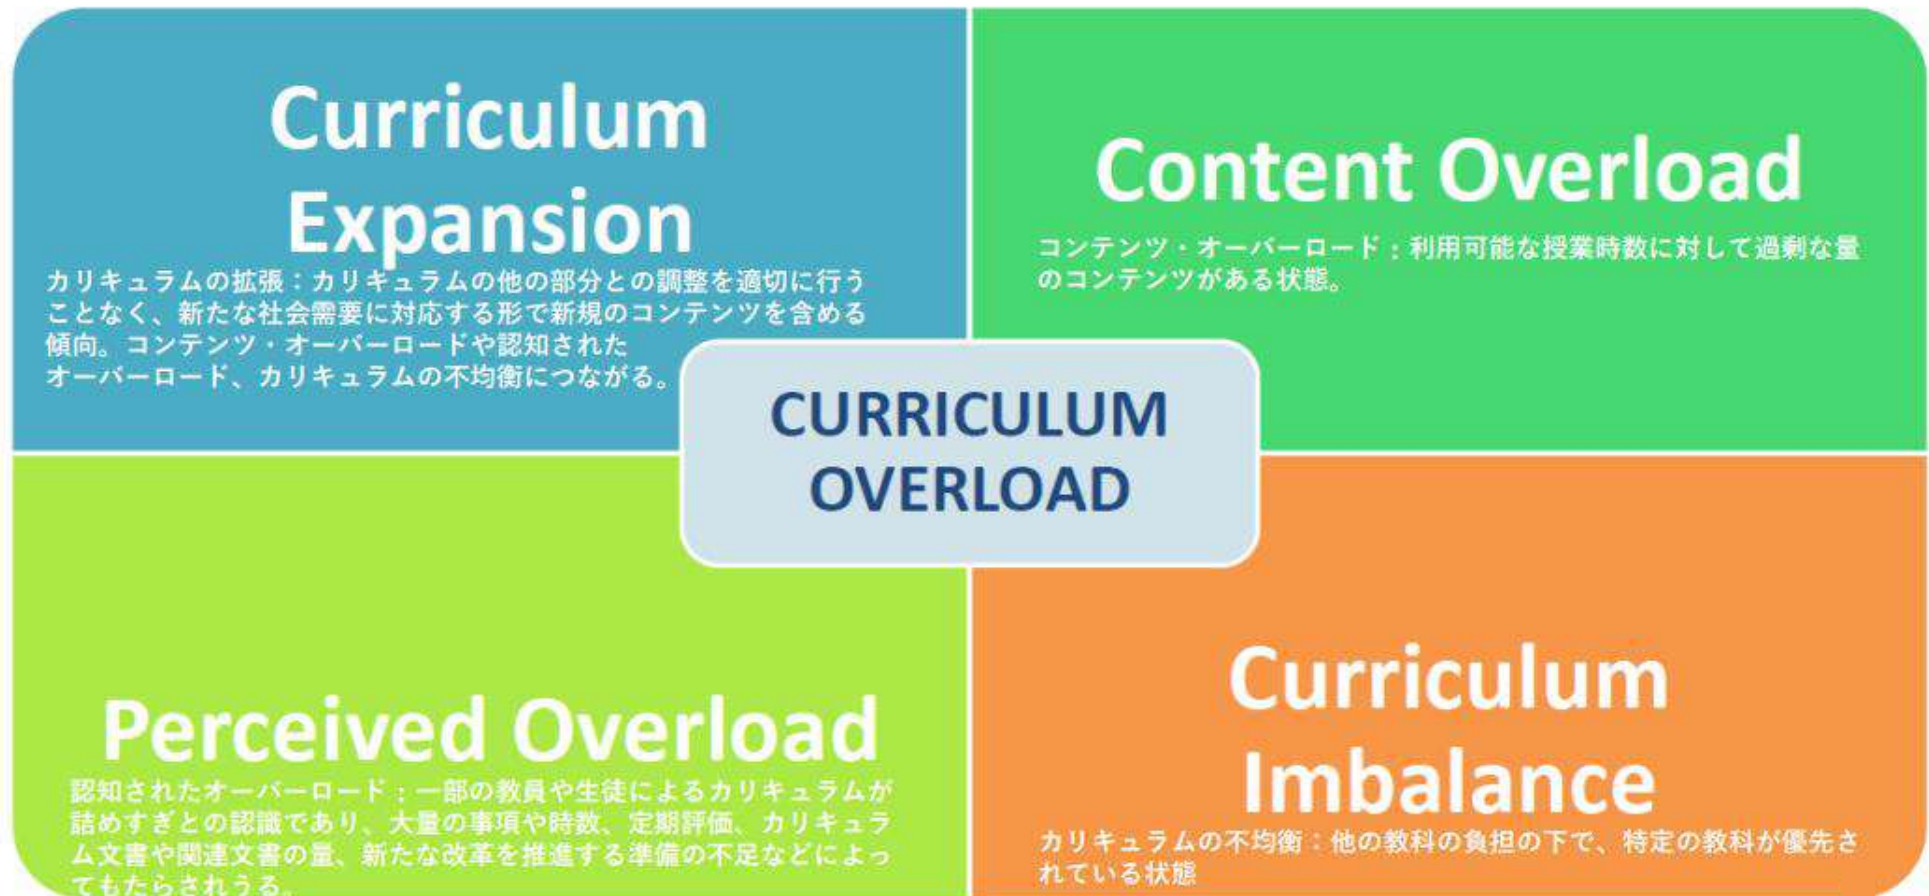 Curriculum
Expansion
カリキュラムの拡張：カリキュラムの他の部分との調整を適切に行う
ことなく、新たな社会需要に対応する形で新規のコンテンツを含める
傾向。コンテンツ・オーバーロードや認知された
オーバーロード、カリキュラムの不均衡につながる。
Content Overload
コンテンツ・オーバーロード：利用可能な授業時数に対して過剰な量
のコンテンツがある状態。
CURRICULUM
OVERLOAD
Perceived Overload
認知されたオーバーロード：一部の教員や生徒によるカリキュラムが
詰めすぎとの認識であり、大量の事項や時数、定期評価、カリキュラ
ム文書や関連文書の量、新たな改革を推進する準備の不足などによっ
てもたらされうる。
Curriculum
Imbalance
カリキュラムの不均衡：他の教科の負担の下で、特定の教科が優先さ
れている状態